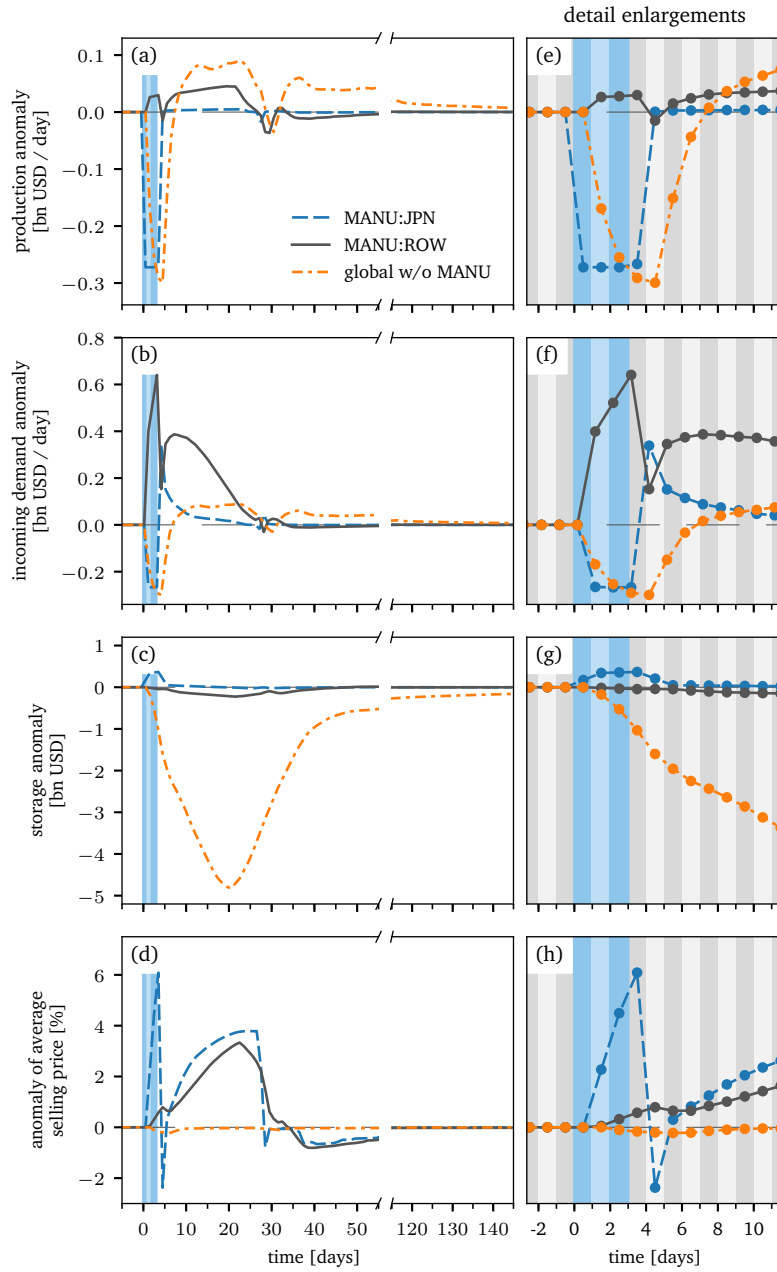 detail enlargements
(a)
(e)
0.1
0.0
−0.1
−0.2
−0.3
production anomaly
[bn USD / day]
MANU:JPN
MANU:ROW
global w/o MANU
(b)
(f)
0.8
0.6
0.4
0.2
0.0
−0.2
incoming demand anomaly
[bn USD / day]
(c)
(g)
1
0
−1
−2
−3
−4
−5
storage anomaly
[bn USD]
(d)
(h)
6
4
2
0
−2
anomaly of average
selling price [%]
0 10 20 30 40 50 120 130 140
-2 0 2 4 6 8 10
time [days]
time [days]